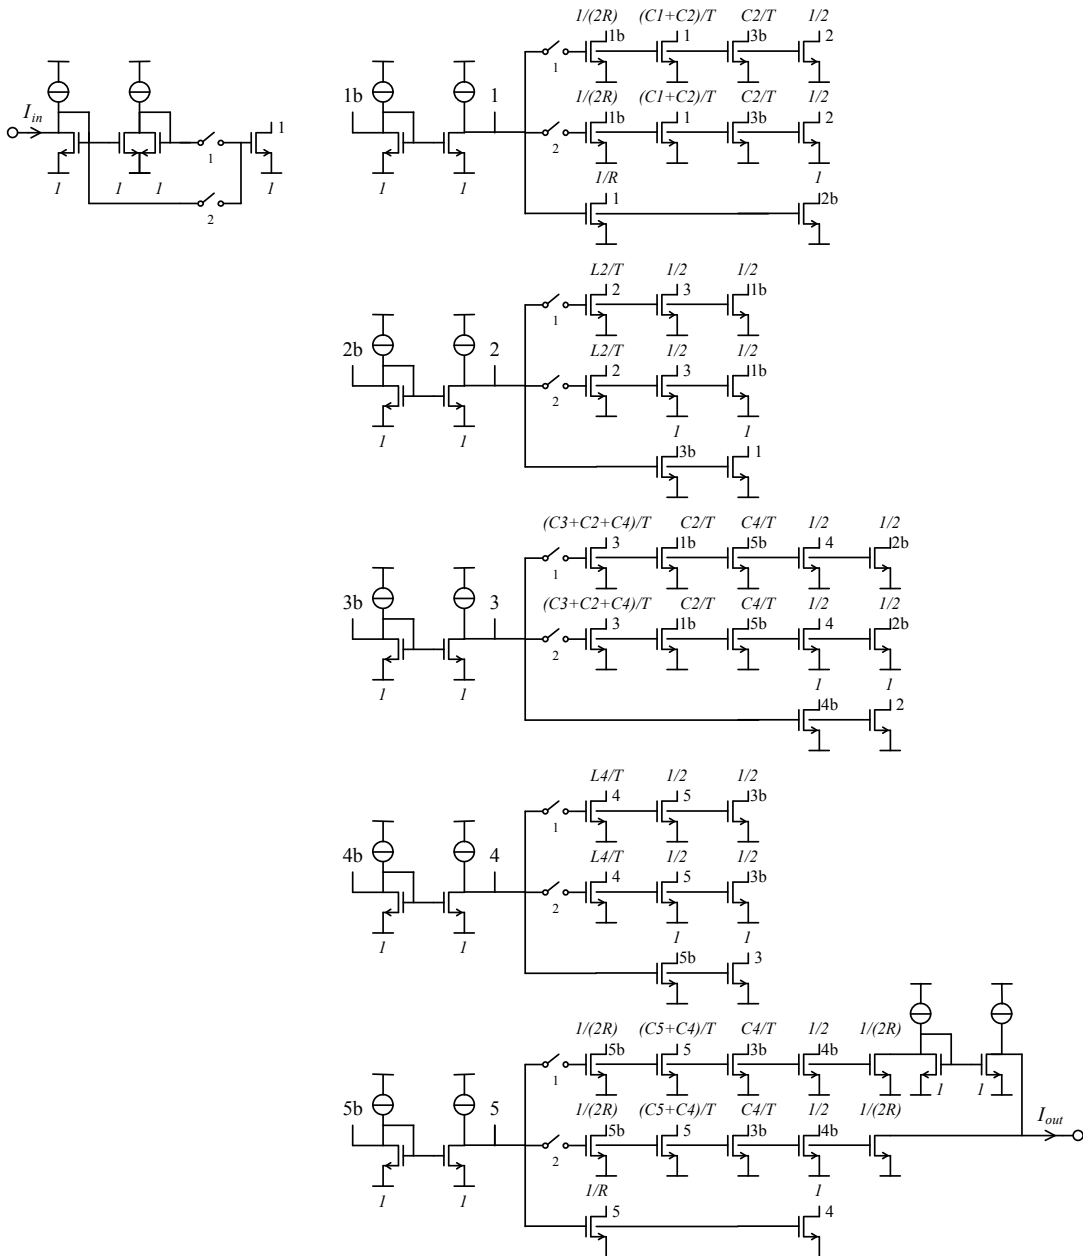 1/(2R) (C1+C2)/T C2/T 1/2
1b 1 3b 2
I_in 1b 1 1
1/(2R) (C1+C2)/T C2/T 1/2
1 1b 1 3b 2
1 2
1 1 1 1 1 1
1/R 1
2 1 2b
L2/T 1/2 1/2
2 3 1b
1
2b 2 L2/T 1/2 1/2
2 3 1b
2
1 1 1
3b 1
(C3+C2+C4)/T C2/T C4/T 1/2 1/2
3 1b 5b 4 2b
1
3b 3 (C3+C2+C4)/T C2/T C4/T 1/2 1/2
3 1b 5b 4 2b
2
1 1 1
4b 2
L4/T 1/2 1/2
4 5 3b
1
4b 4 L4/T 1/2 1/2
4 5 3b
2
1 1 1
5b 3
1/(2R) (C5+C4)/T C4/T 1/2 1/(2R)
5b 5 3b 4b
1 1 1
5b 5 1/(2R) (C5+C4)/T C4/T 1/2 1/(2R) I_out
5b 5 3b 4b
2
1 1/R 1
5 4